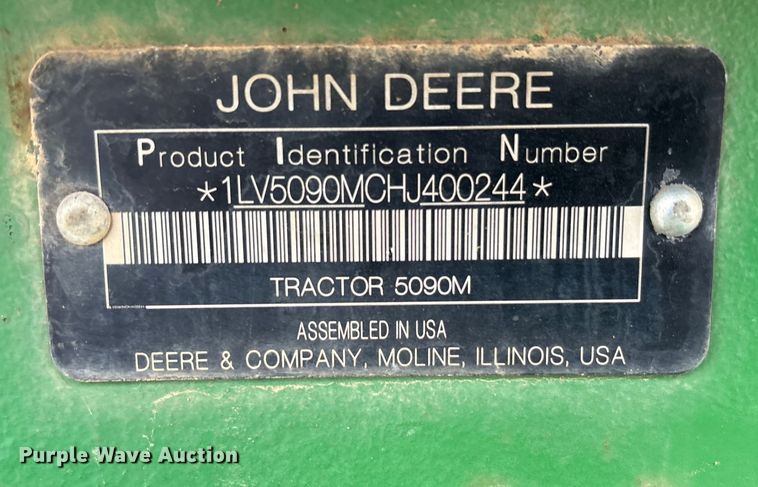 JOHN DEERE
Product Identification Number
*1LV5090MCHJ400244*
TRACTOR 5090M
ASSEMBLED IN USA
DEERE & COMPANY, MOLINE, ILLINOIS, USA
Purple Wave Auction